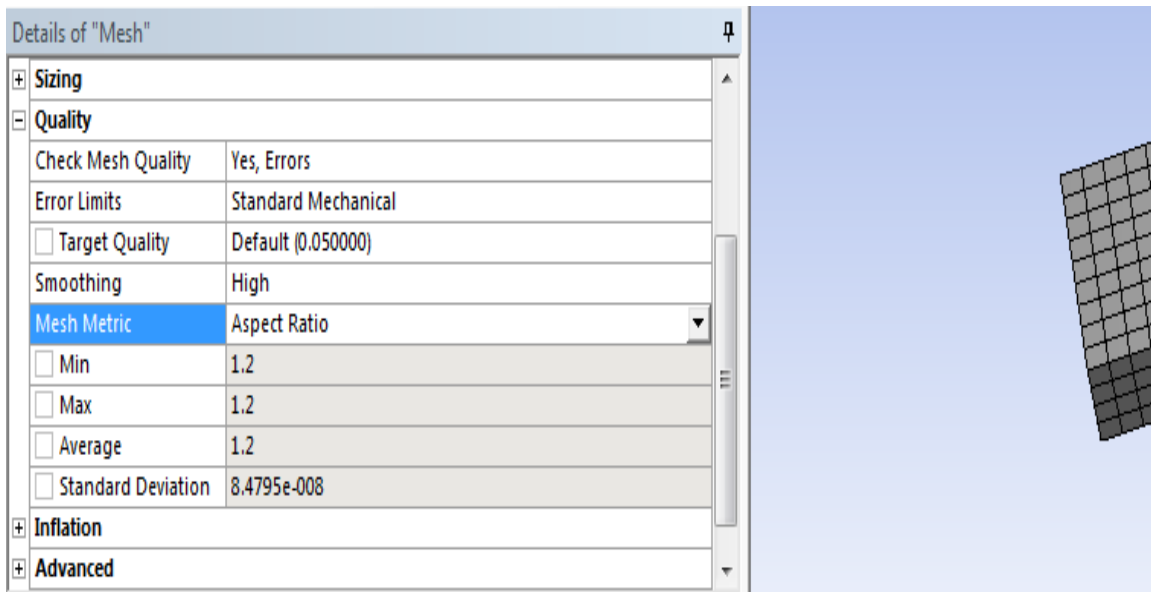 Details of "Mesh"
Sizing
Quality
Check Mesh Quality Yes, Errors
Error Limits Standard Mechanical
Target Quality Default (0.050000)
Smoothing High
Mesh Metric Aspect Ratio
Min 1.2
Max 1.2
Average 1.2
Standard Deviation 8.4795e-008
Inflation
Advanced